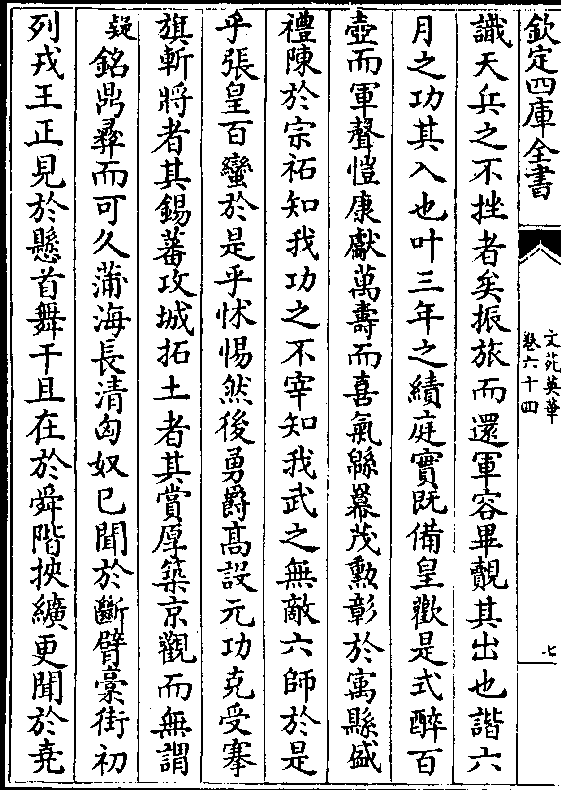 欽定四庫全書
文苑英華
卷六十四
七
識天兵之不挫者矣振旅而還軍容畢覿其出也諧六
月之功其入也叶三年之績庭實既備皇歡是式醉百
壺而軍聲愷康獻萬壽而喜氣緜羃茂勲彰於寓縣盛
禮陳於宗祏知我功之不宰知我武之無敵六師於是
乎張皇百蠻於是乎怵惕然後勇爵髙設元功克受搴
旗斬將者其錫蕃攻城拓土者其賞厚築京觀而無謂
疑銘鼎彞而可久蒲海長清匈奴已聞於斷臂藁街初
列戎王正見於懸首舞干且在於舜階挾纊更聞於堯